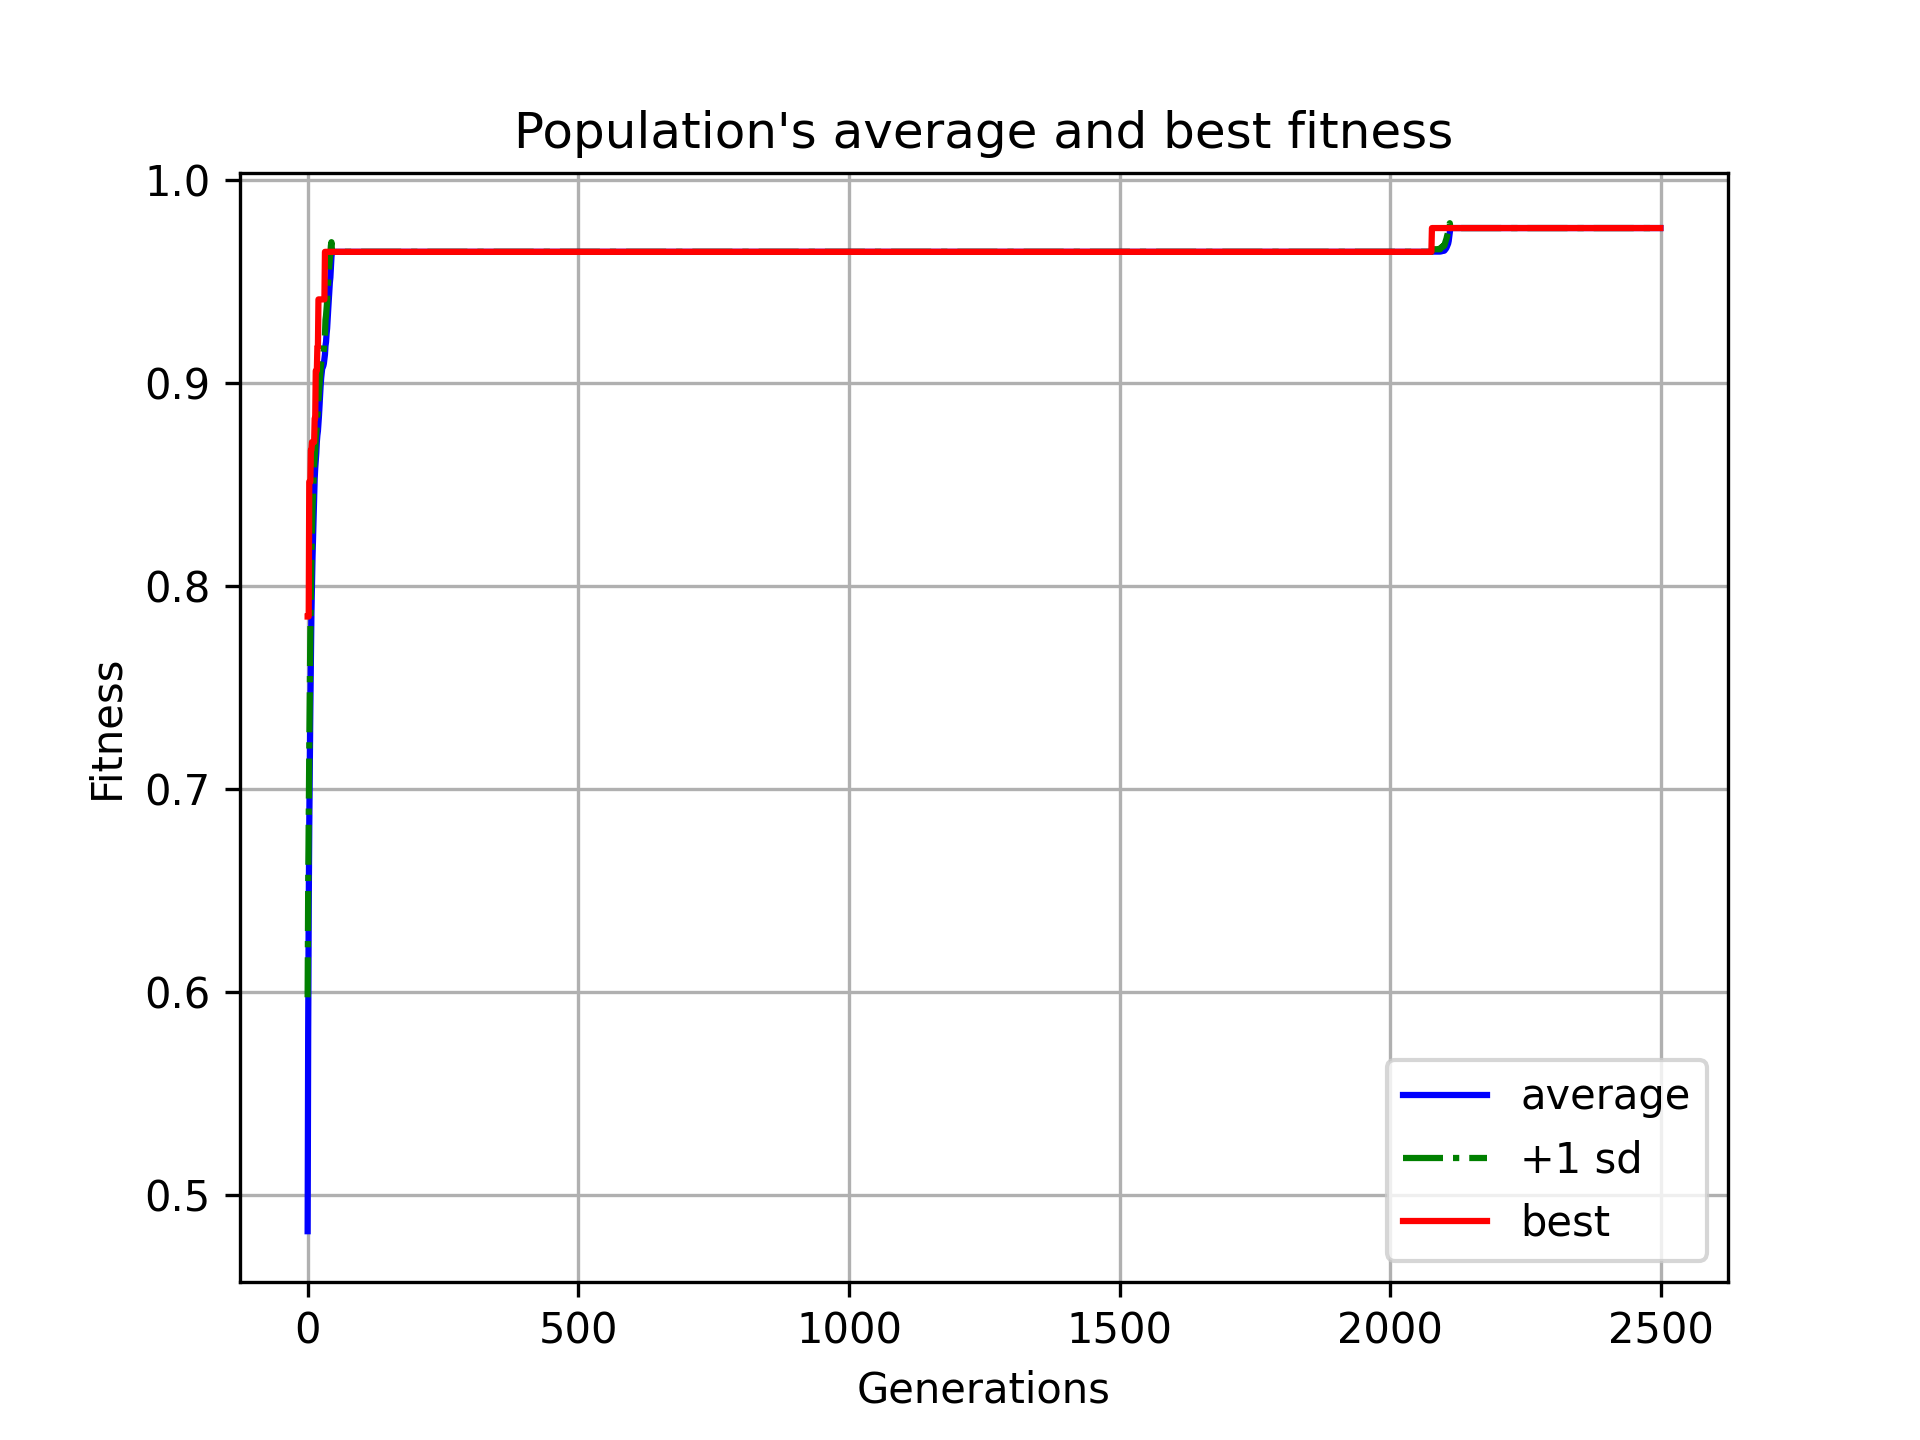 Population's average and best fitness
1.0
0.9
0.8
0.7
0.6
0.5
Fitness
0 500 1000 1500 2000 2500
Generations
average
+1 sd
best